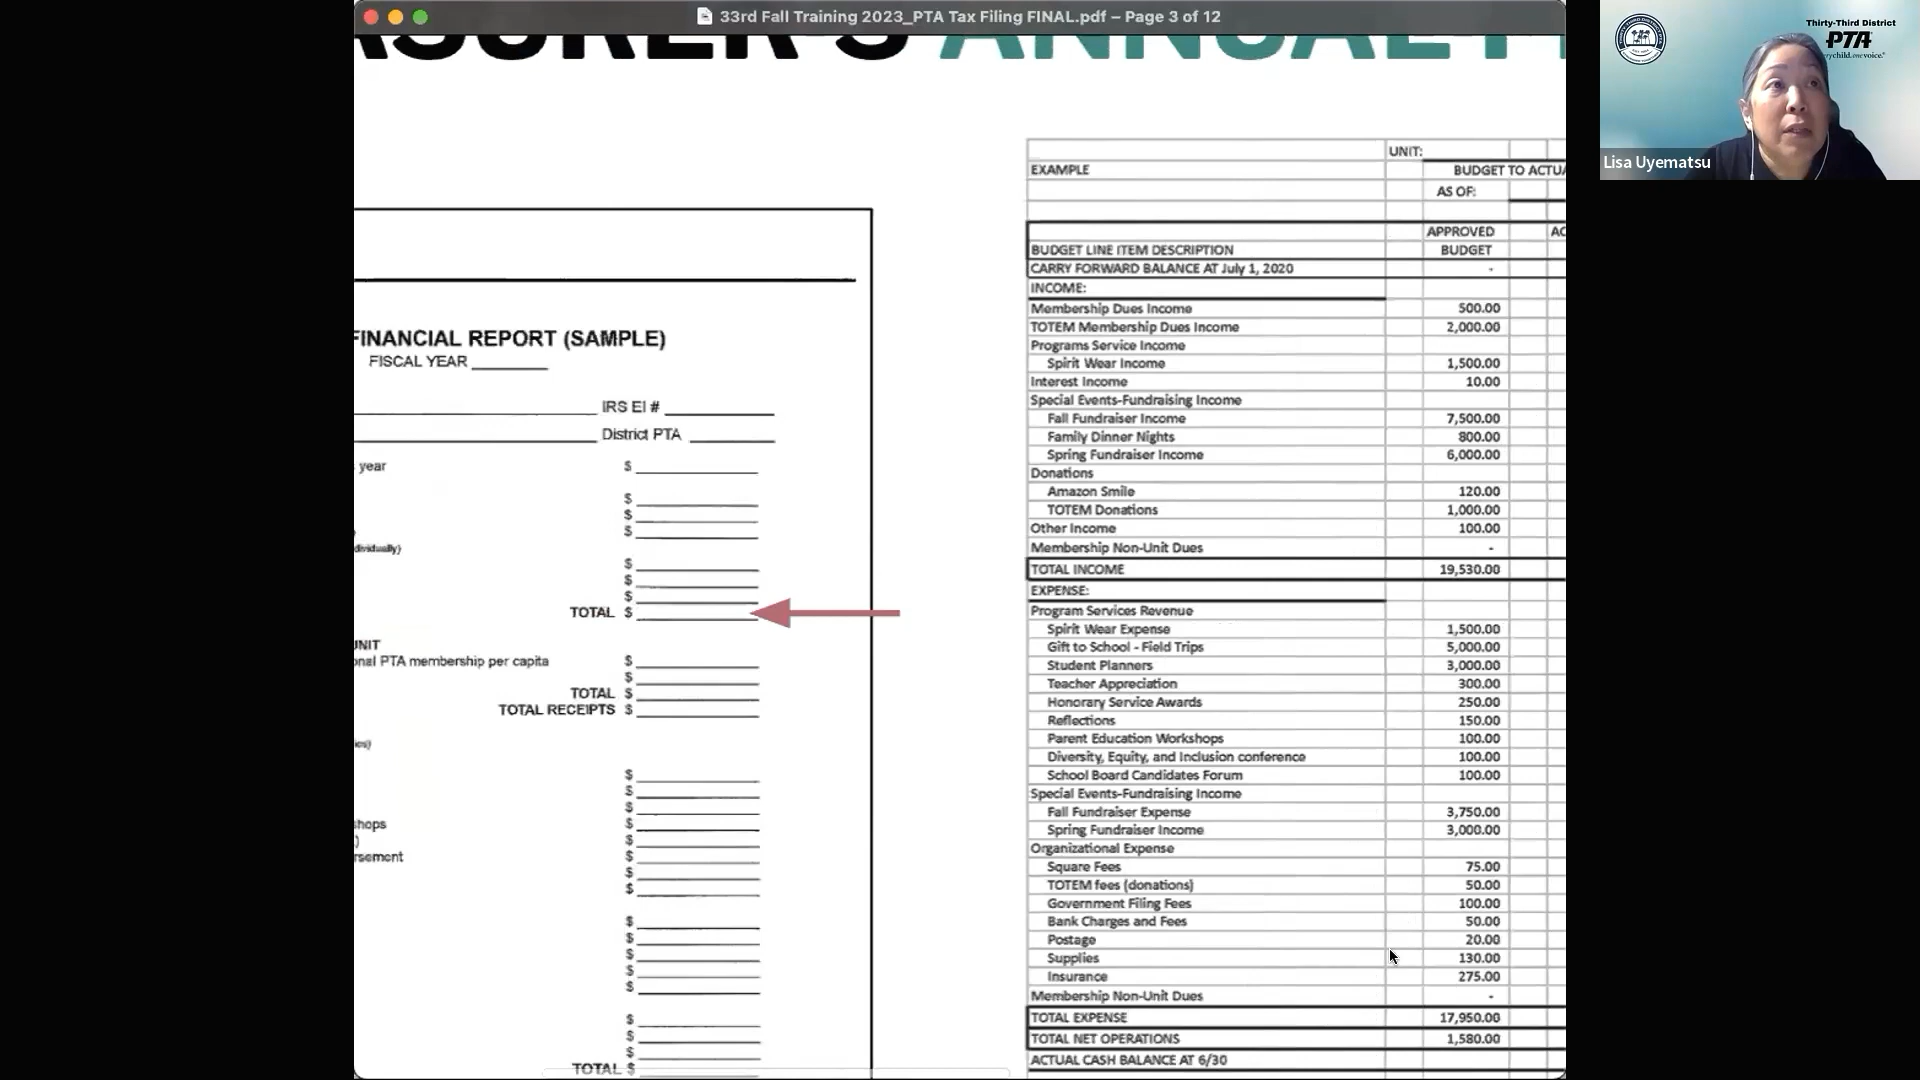 33rd Fall Training 2023_PTA Tax Filing FINAL.pdf – Page 3 of 12
ASURER'S ANNUAL
FINANCIAL REPORT (SAMPLE)
FISCAL YEAR
IRS EI #
District PTA
year $
$
$
$
dividually)
$
$
$
TOTAL $
UNIT
onal PTA membership per capita $
$
TOTAL $
TOTAL RECEIPTS $
ies)
$
$
$
shops $
) $
rsement $
$
$
$
$
$
$
$
$
$
$
TOTAL $
UNIT:
EXAMPLE BUDGET TO ACTUA
AS OF:
APPROVED AC
BUDGET LINE ITEM DESCRIPTION BUDGET
CARRY FORWARD BALANCE AT July 1, 2020 -
INCOME:
Membership Dues Income 500.00
TOTEM Membership Dues Income 2,000.00
Programs Service Income
Spirit Wear Income 1,500.00
Interest Income 10.00
Special Events-Fundraising Income
Fall Fundraiser Income 7,500.00
Family Dinner Nights 800.00
Spring Fundraiser Income 6,000.00
Donations
Amazon Smile 120.00
TOTEM Donations 1,000.00
Other Income 100.00
Membership Non-Unit Dues -
TOTAL INCOME 19,530.00
EXPENSE:
Program Services Revenue
Spirit Wear Expense 1,500.00
Gift to School - Field Trips 5,000.00
Student Planners 3,000.00
Teacher Appreciation 300.00
Honorary Service Awards 250.00
Reflections 150.00
Parent Education Workshops 100.00
Diversity, Equity, and Inclusion conference 100.00
School Board Candidates Forum 100.00
Special Events-Fundraising Income
Fall Fundraiser Expense 3,750.00
Spring Fundraiser Income 3,000.00
Organizational Expense
Square Fees 75.00
TOTEM fees (donations) 50.00
Government Filing Fees 100.00
Bank Charges and Fees 50.00
Postage 20.00
Supplies 130.00
Insurance 275.00
Membership Non-Unit Dues -
TOTAL EXPENSE 17,950.00
TOTAL NET OPERATIONS 1,580.00
ACTUAL CASH BALANCE AT 6/30
Thirty-Third District
PTA
child. one voice.
Lisa Uyematsu